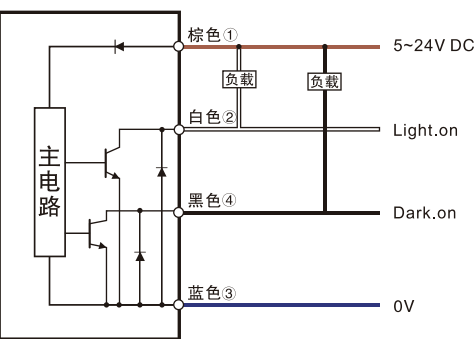 棕色①
5~24V DC
负载
负载
白色②
Light.on
主电路
黑色④
Dark.on
蓝色③
0V